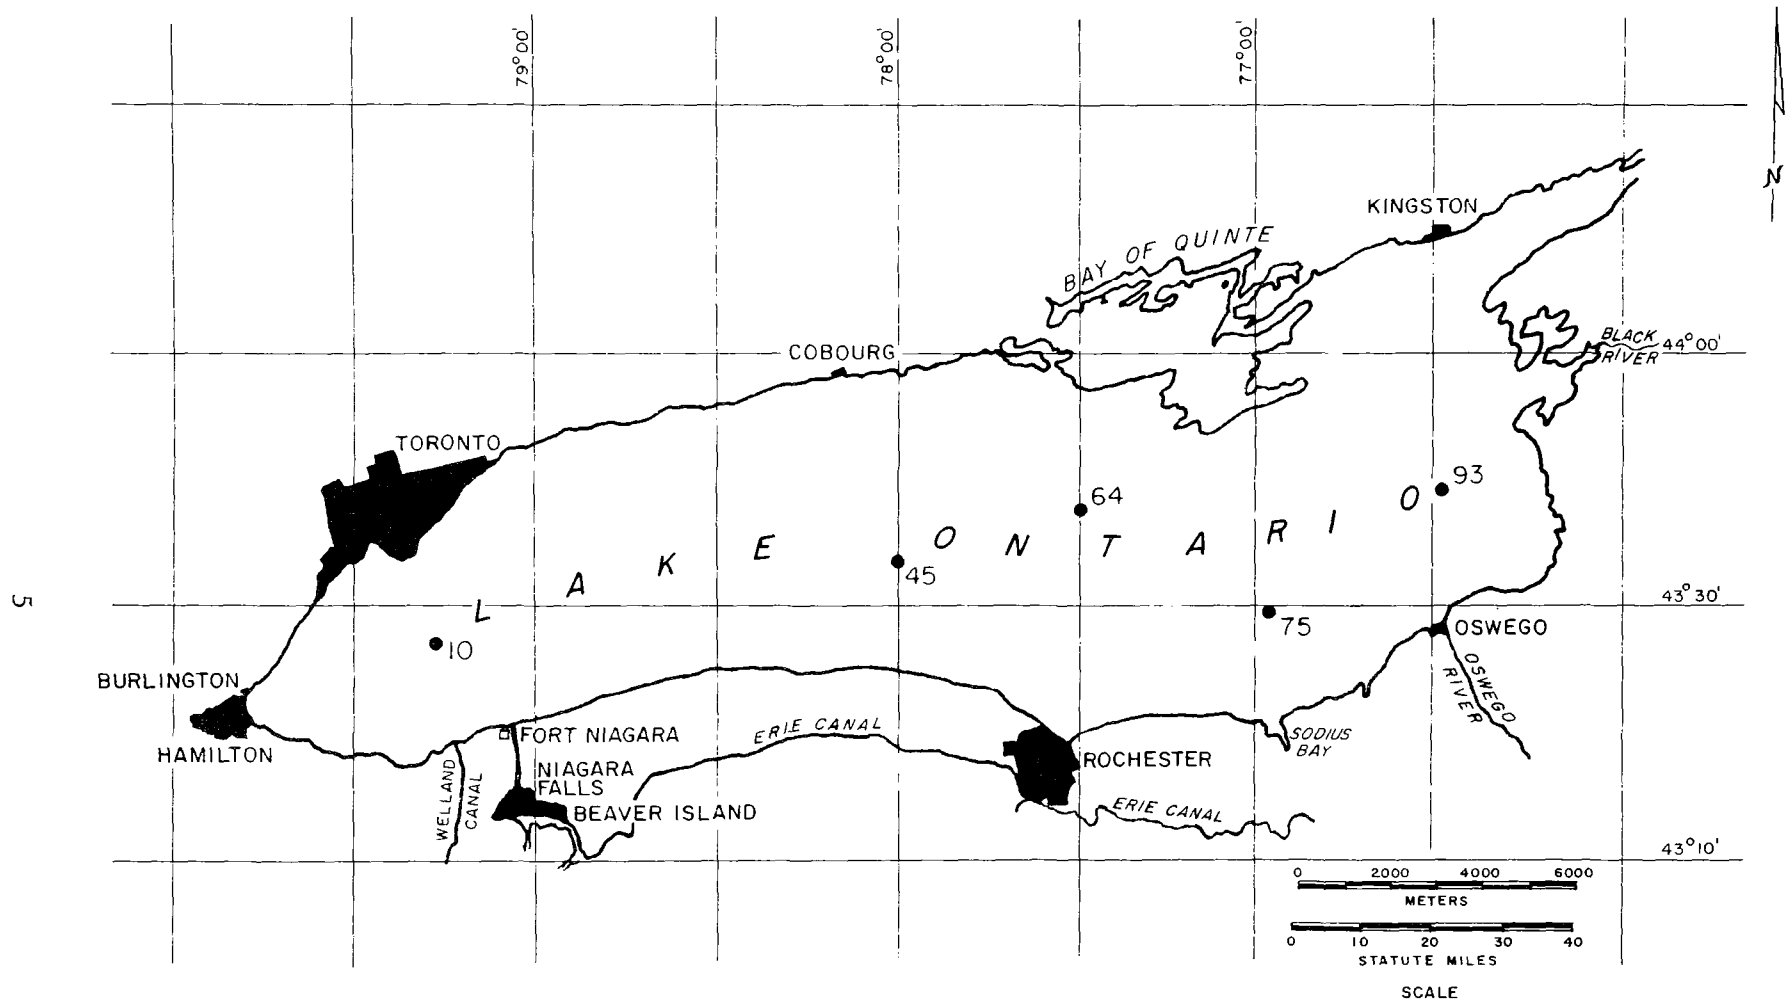 79°00'
78°00'
77°00'
N
KINGSTON
BAY OF QUINTE
BLACK
RIVER
44°00'
COBOURG
TORONTO
93
64
LAKE ONTARIO
45
5
43°30'
75
OSWEGO
10
BURLINGTON
OSWEGO
RIVER
HAMILTON
FORT NIAGARA
ERIE CANAL
SODIUS
BAY
ROCHESTER
NIAGARA
FALLS
WELLAND
CANAL
BEAVER ISLAND
ERIE CANAL
43°10'
0 2000 4000 6000
METERS
0 10 20 30 40
STATUTE MILES
SCALE